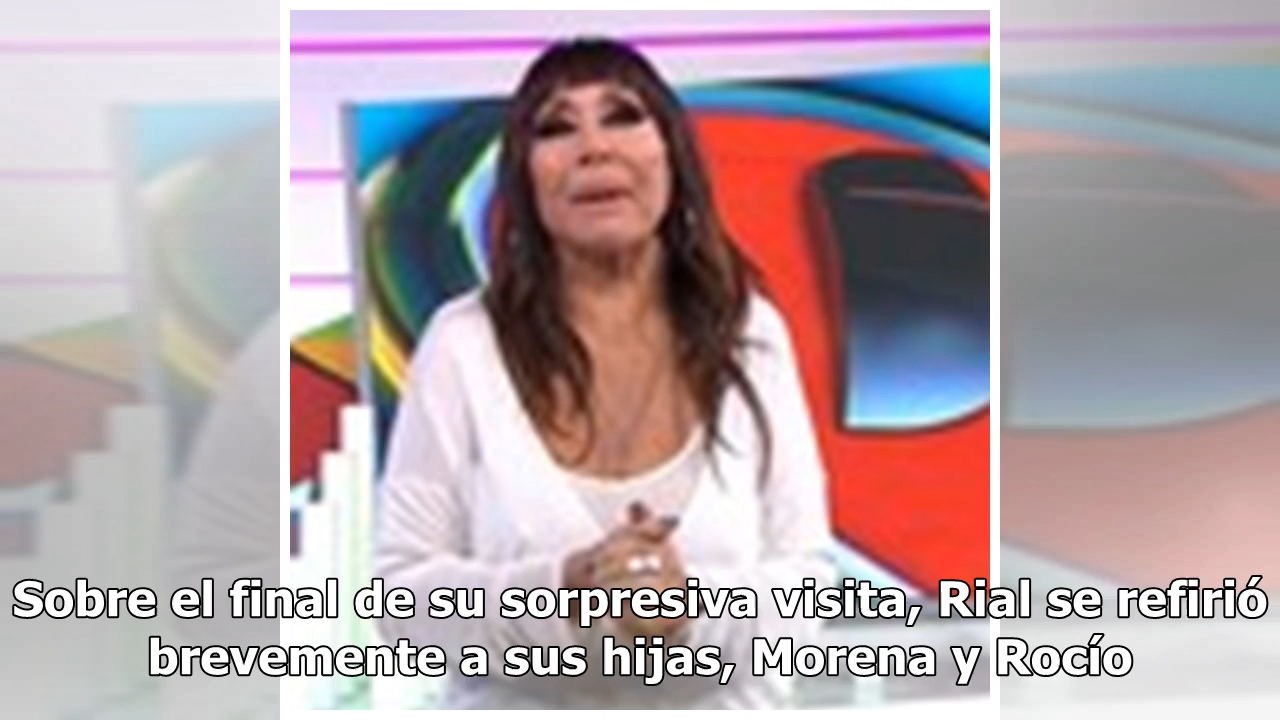 Sobre el final de su sorpresiva visita, Rial se refirió
brevemente a sus hijas, Morena y Rocío